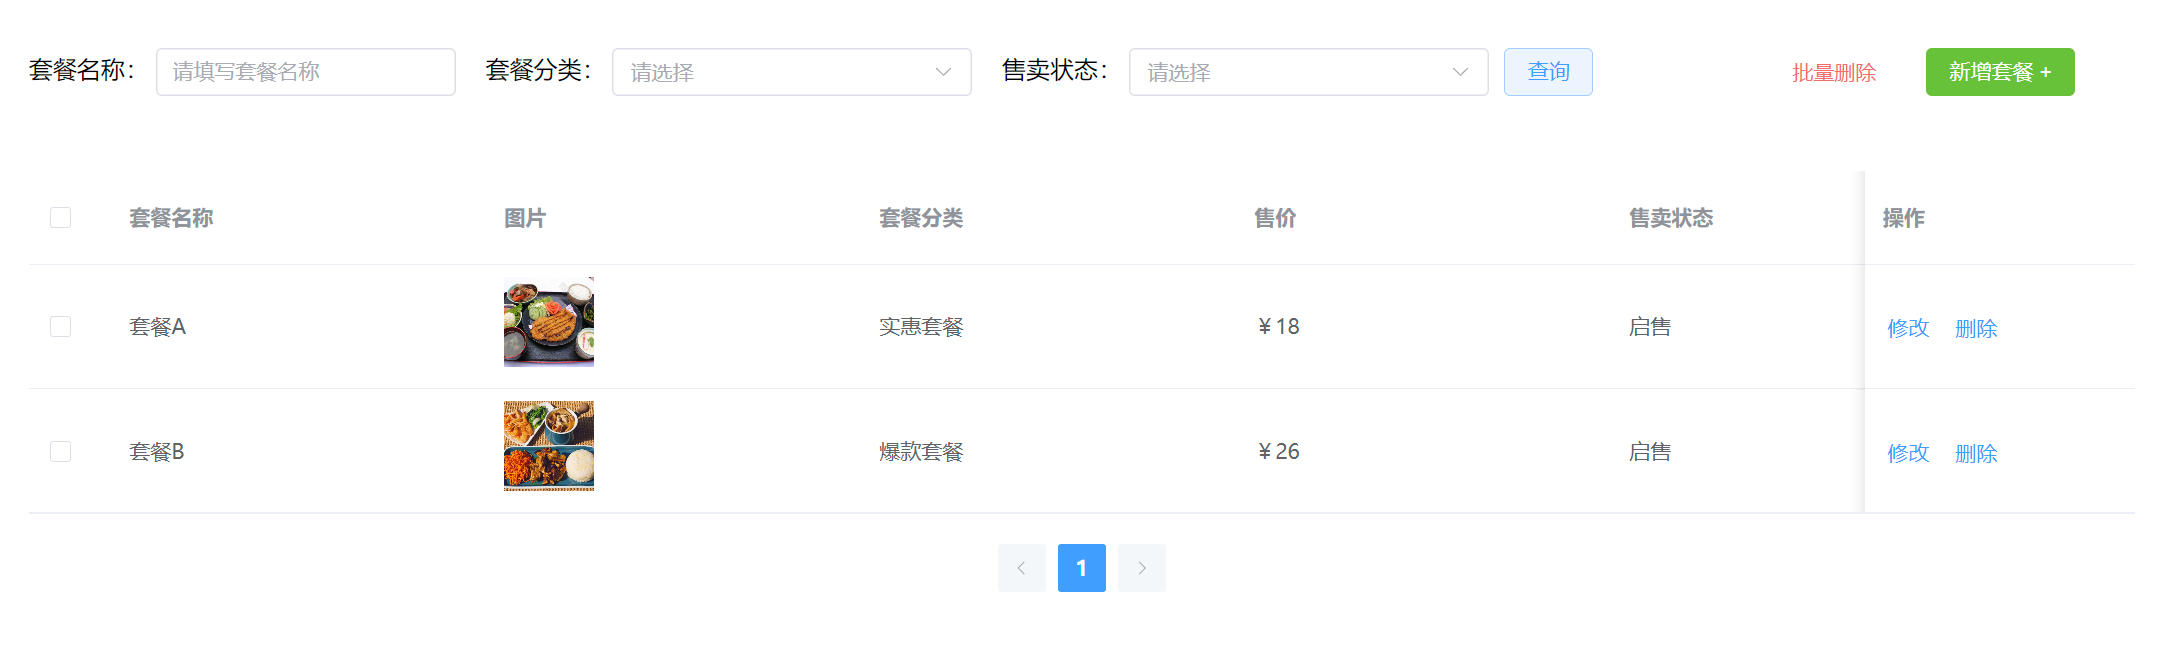 套餐名称： 请填写套餐名称 套餐分类： 请选择 售卖状态： 请选择 查询 批量删除 新增套餐 +
套餐名称 图片 套餐分类 售价 售卖状态 操作
套餐A 实惠套餐 ¥ 18 启售 修改 删除
套餐B 爆款套餐 ¥ 26 启售 修改 删除
1